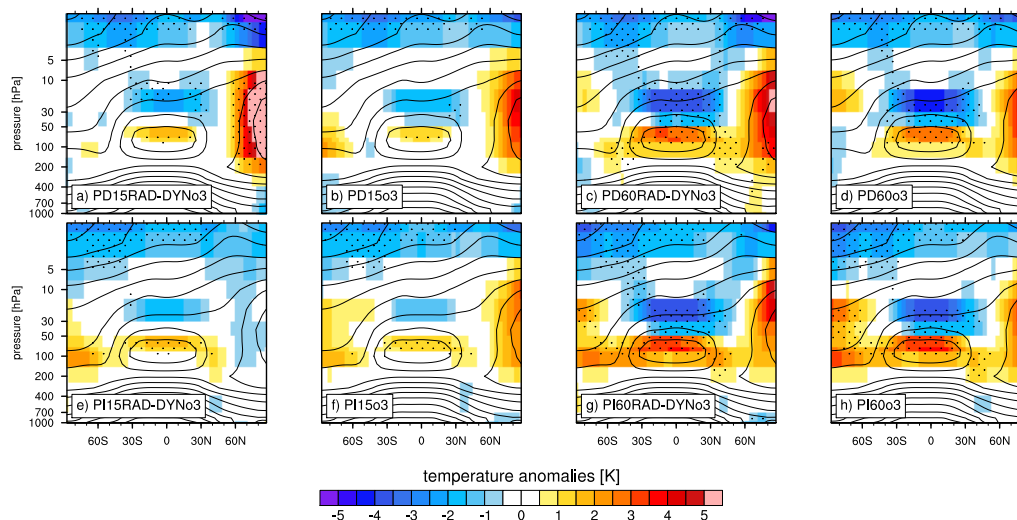 pressure [hPa]
5
10
30
50
100
200
400
700
1000
a) PD15RAD-DYNo3
b) PD15o3
c) PD60RAD-DYNo3
d) PD60o3
pressure [hPa]
5
10
30
50
100
200
400
700
1000
e) PI15RAD-DYNo3
f) PI15o3
g) PI60RAD-DYNo3
h) PI60o3
60S 30S 0 30N 60N
60S 30S 0 30N 60N
60S 30S 0 30N 60N
60S 30S 0 30N 60N
temperature anomalies [K]
-5 -4 -3 -2 -1 0 1 2 3 4 5